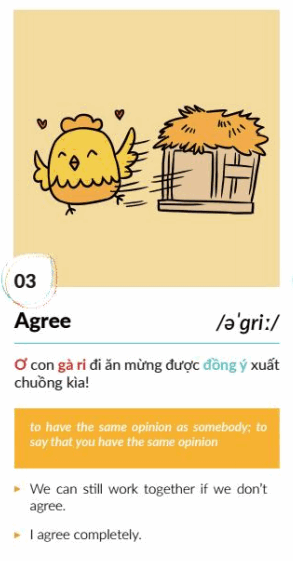 03
Agree /əˈɡriː/
Ơ con gà ri đi ăn mừng được đồng ý xuất
chuồng kìa!
to have the same opinion as somebody; to
say that you have the same opinion
We can still work together if we don't
agree.
I agree completely.